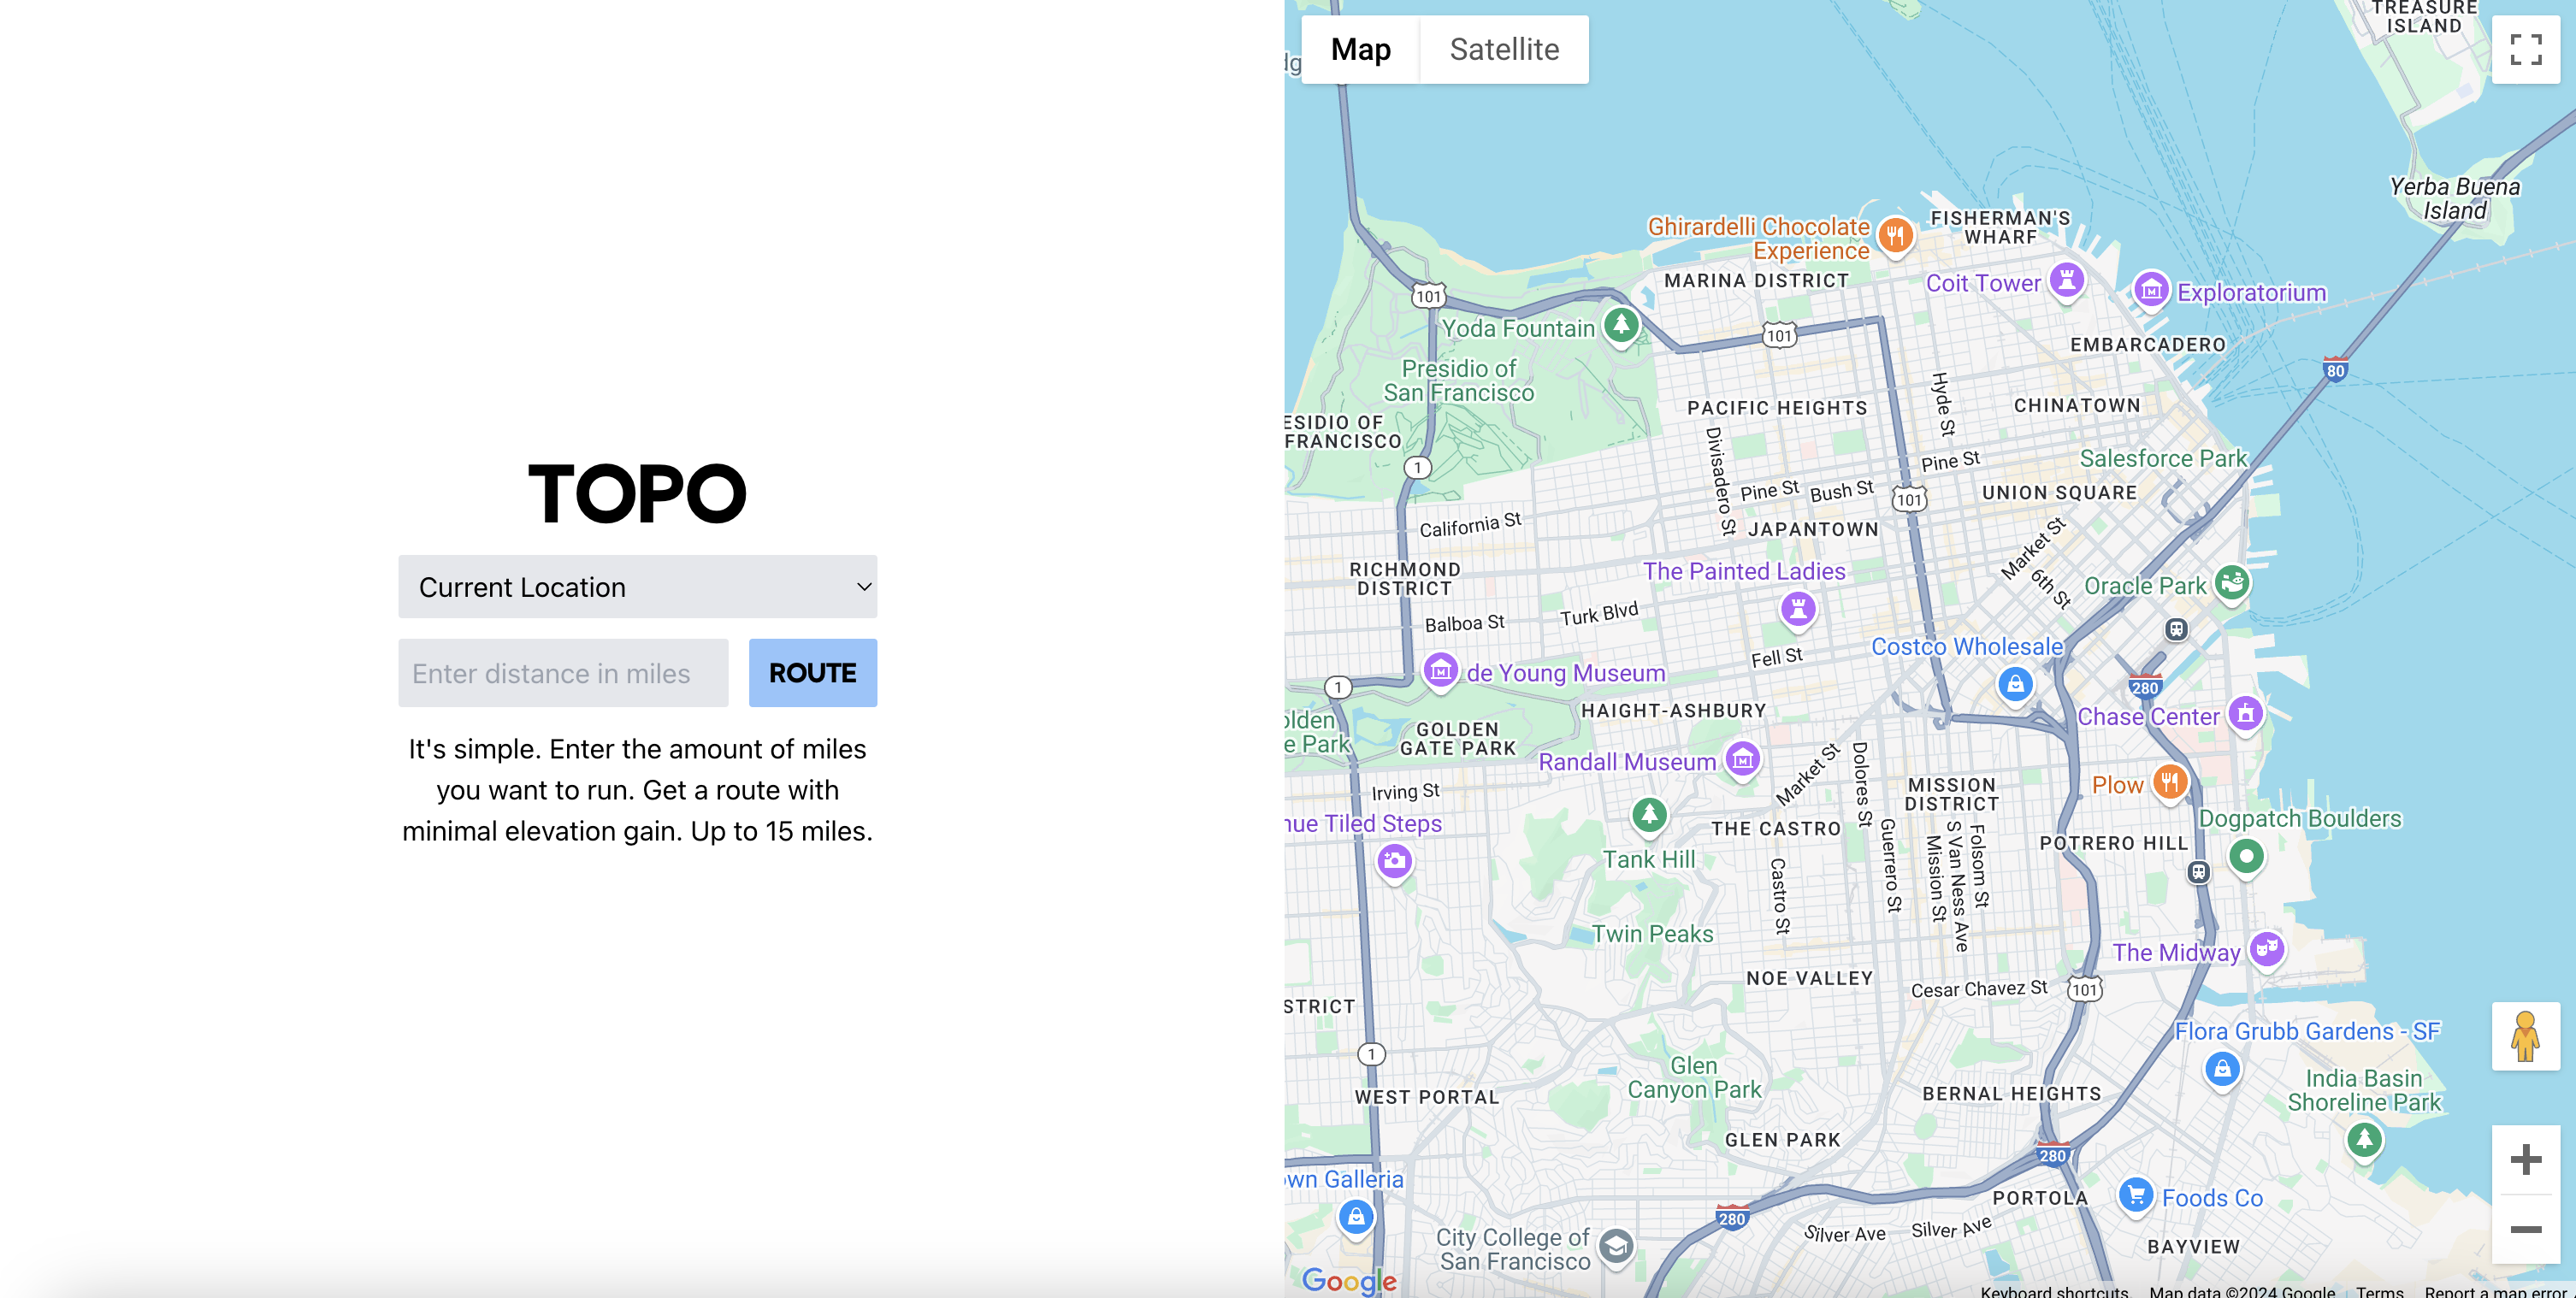 TOPO
Current Location
Enter distance in miles
ROUTE
It's simple. Enter the amount of miles
you want to run. Get a route with
minimal elevation gain. Up to 15 miles.
Map
Satellite
TREASURE
ISLAND
Yerba Buena
Island
Ghirardelli Chocolate
Experience
FISHERMAN'S
WHARF
MARINA DISTRICT
Coit Tower
Exploratorium
101
Yoda Fountain
101
EMBARCADERO
80
Presidio of
San Francisco
Hyde St
PACIFIC HEIGHTS
CHINATOWN
ESIDIO OF
FRANCISCO
Divisadero St
1
Pine St
Salesforce Park
Pine St
Bush St
101
UNION SQUARE
California St
JAPANTOWN
Market St
RICHMOND
DISTRICT
The Painted Ladies
6th St
Oracle Park
Balboa St
Turk Blvd
Costco Wholesale
Fell St
de Young Museum
1
280
HAIGHT-ASHBURY
Chase Center
olden
e Park
GOLDEN
GATE PARK
Randall Museum
Market St
Dolores St
MISSION
DISTRICT
Plow
Irving St
nue Tiled Steps
THE CASTRO
Dogpatch Boulders
Guerrero St
Mission St
S Van Ness Ave
Folsom St
POTRERO HILL
Tank Hill
Castro St
Twin Peaks
The Midway
NOE VALLEY
Cesar Chavez St
101
STRICT
Flora Grubb Gardens - SF
1
Glen
Canyon Park
India Basin
Shoreline Park
WEST PORTAL
BERNAL HEIGHTS
GLEN PARK
280
own Galleria
PORTOLA
Foods Co
280
Silver Ave
Silver Ave
City College of
San Francisco
BAYVIEW
Google
Keyboard shortcuts
Map data ©2024 Google
Terms
Report a map error